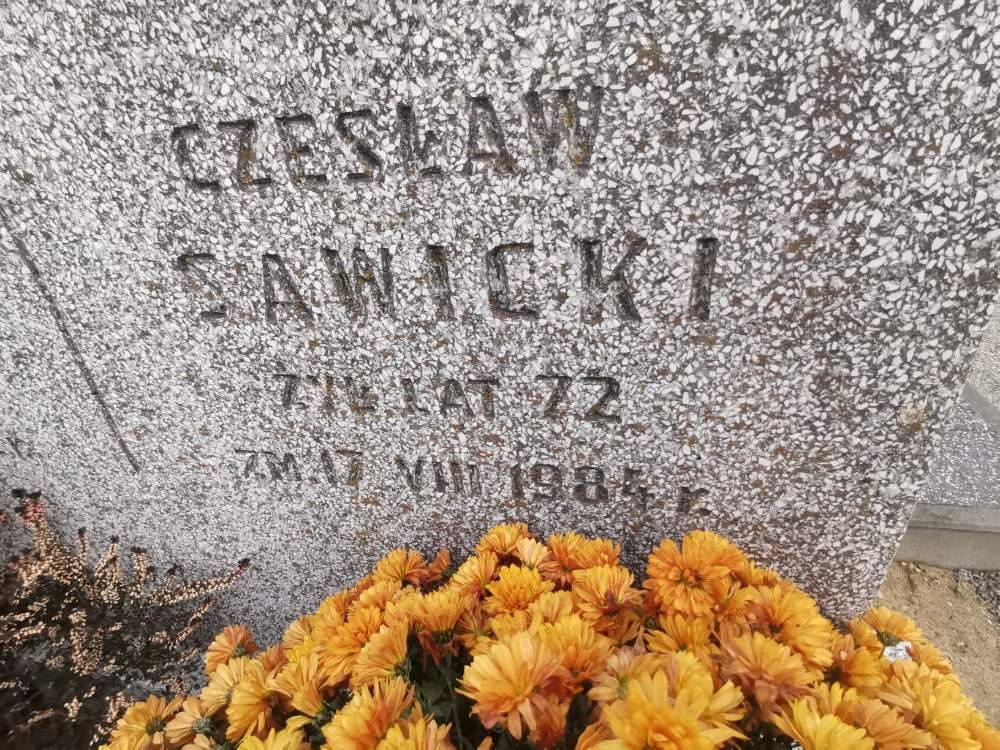 CZESŁAW
SAWICKI
ŻYŁ LAT 72
ZM. 17 VIII 1984 r.